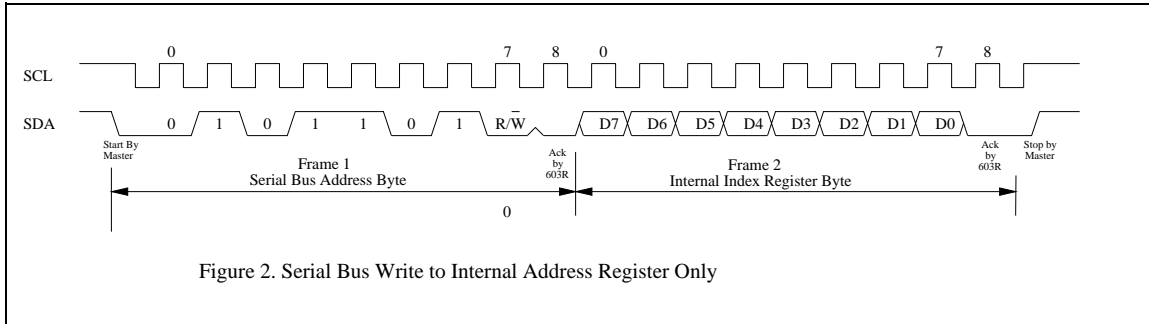 0 7 8 0 7 8
SCL
SDA 0 1 0 1 1 0 1 R/W̅ D7 D6 D5 D4 D3 D2 D1 D0
Start By
Master
Ack
by
603R
Ack
by
603R
Stop by
Master
Frame 1
Serial Bus Address Byte
Frame 2
Internal Index Register Byte
0
Figure 2. Serial Bus Write to Internal Address Register Only